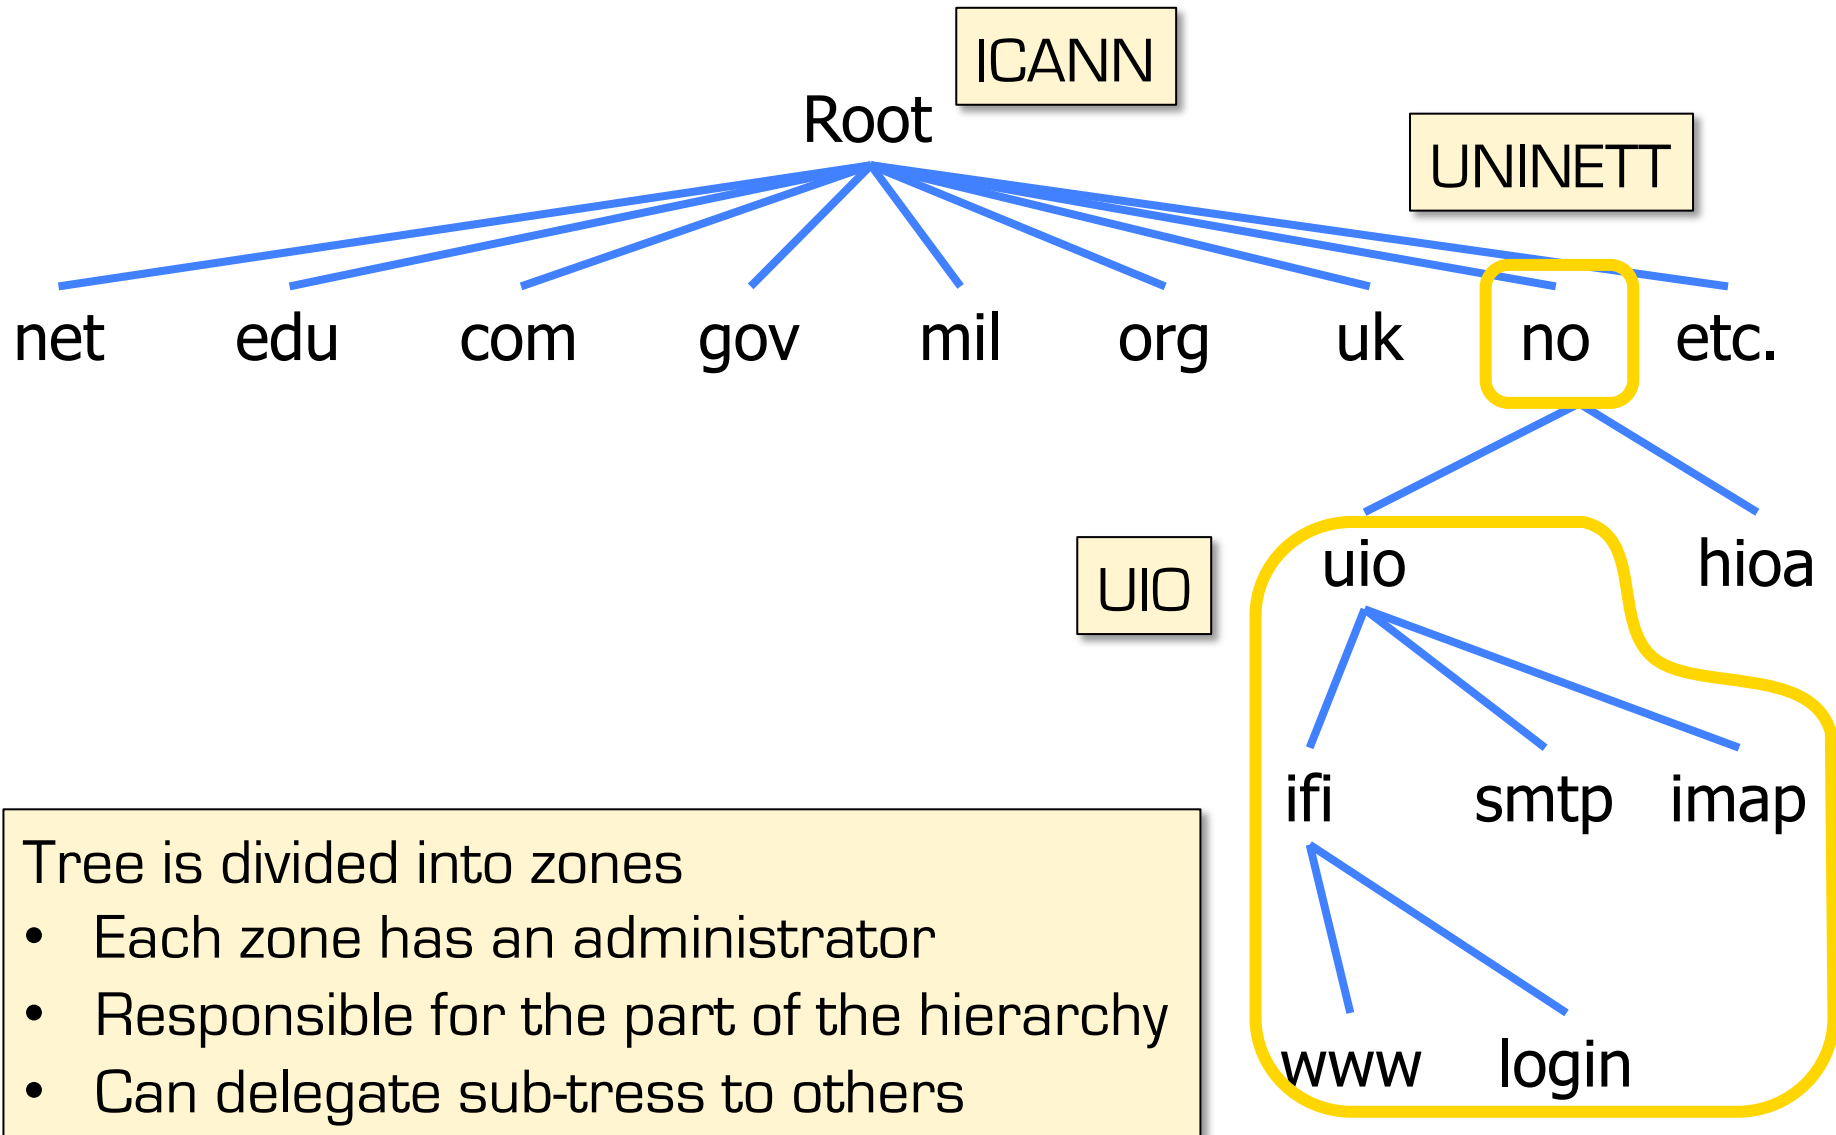 ICANN
Root
UNINETT
net edu com gov mil org uk no etc.
UIO
uio hioa
ifi smtp imap
www login
Tree is divided into zones
• Each zone has an administrator
• Responsible for the part of the hierarchy
• Can delegate sub-tress to others